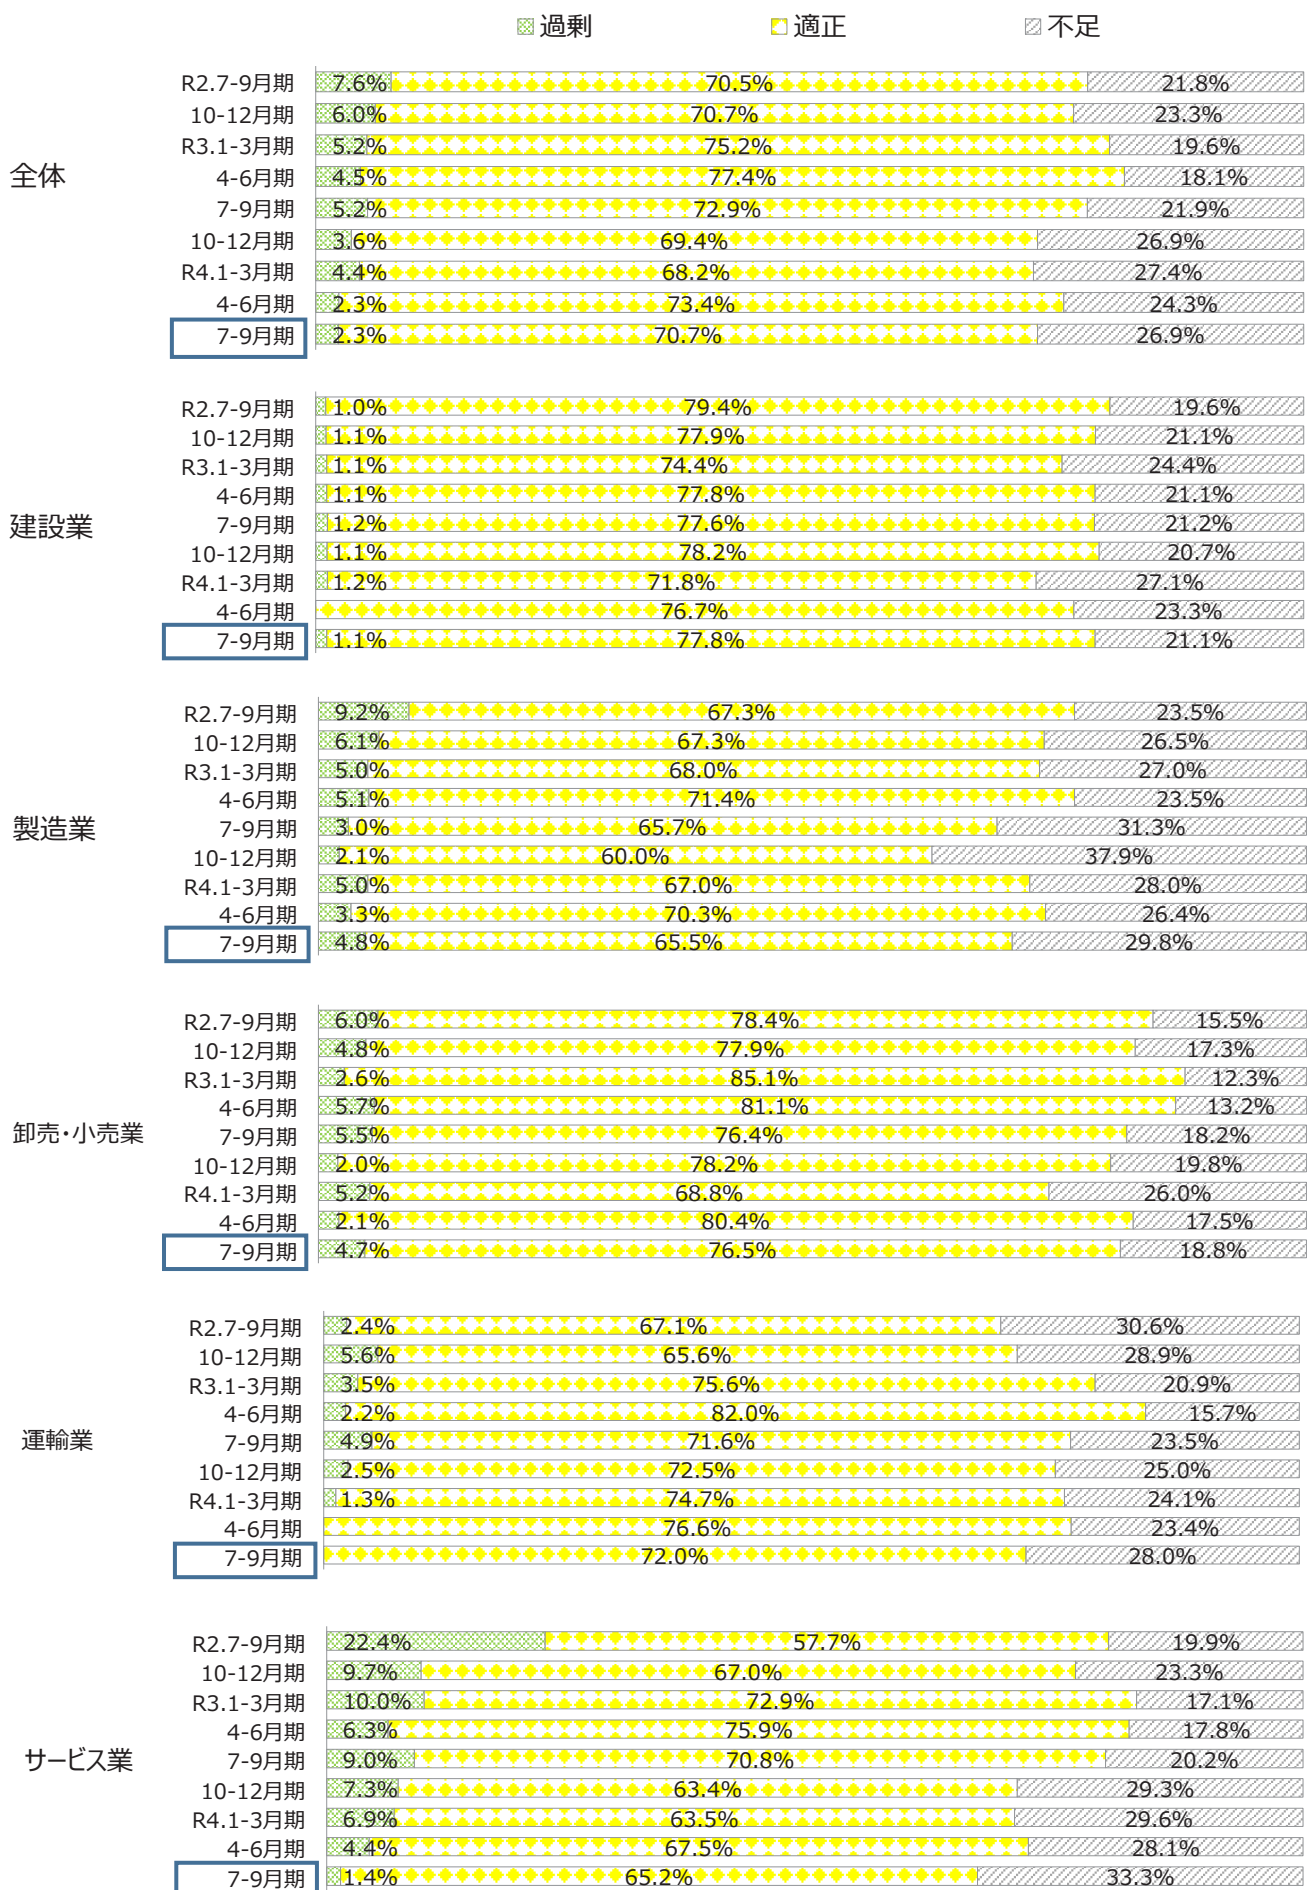 過剰 適正 不足
全体
R2.7-9月期 7.6% 70.5% 21.8%
10-12月期 6.0% 70.7% 23.3%
R3.1-3月期 5.2% 75.2% 19.6%
4-6月期 4.5% 77.4% 18.1%
7-9月期 5.2% 72.9% 21.9%
10-12月期 3.6% 69.4% 26.9%
R4.1-3月期 4.4% 68.2% 27.4%
4-6月期 2.3% 73.4% 24.3%
7-9月期 2.3% 70.7% 26.9%
建設業
R2.7-9月期 1.0% 79.4% 19.6%
10-12月期 1.1% 77.9% 21.1%
R3.1-3月期 1.1% 74.4% 24.4%
4-6月期 1.1% 77.8% 21.1%
7-9月期 1.2% 77.6% 21.2%
10-12月期 1.1% 78.2% 20.7%
R4.1-3月期 1.2% 71.8% 27.1%
4-6月期 76.7% 23.3%
7-9月期 1.1% 77.8% 21.1%
製造業
R2.7-9月期 9.2% 67.3% 23.5%
10-12月期 6.1% 67.3% 26.5%
R3.1-3月期 5.0% 68.0% 27.0%
4-6月期 5.1% 71.4% 23.5%
7-9月期 3.0% 65.7% 31.3%
10-12月期 2.1% 60.0% 37.9%
R4.1-3月期 5.0% 67.0% 28.0%
4-6月期 3.3% 70.3% 26.4%
7-9月期 4.8% 65.5% 29.8%
卸売・小売業
R2.7-9月期 6.0% 78.4% 15.5%
10-12月期 4.8% 77.9% 17.3%
R3.1-3月期 2.6% 85.1% 12.3%
4-6月期 5.7% 81.1% 13.2%
7-9月期 5.5% 76.4% 18.2%
10-12月期 2.0% 78.2% 19.8%
R4.1-3月期 5.2% 68.8% 26.0%
4-6月期 2.1% 80.4% 17.5%
7-9月期 4.7% 76.5% 18.8%
運輸業
R2.7-9月期 2.4% 67.1% 30.6%
10-12月期 5.6% 65.6% 28.9%
R3.1-3月期 3.5% 75.6% 20.9%
4-6月期 2.2% 82.0% 15.7%
7-9月期 4.9% 71.6% 23.5%
10-12月期 2.5% 72.5% 25.0%
R4.1-3月期 1.3% 74.7% 24.1%
4-6月期 76.6% 23.4%
7-9月期 72.0% 28.0%
サービス業
R2.7-9月期 22.4% 57.7% 19.9%
10-12月期 9.7% 67.0% 23.3%
R3.1-3月期 10.0% 72.9% 17.1%
4-6月期 6.3% 75.9% 17.8%
7-9月期 9.0% 70.8% 20.2%
10-12月期 7.3% 63.4% 29.3%
R4.1-3月期 6.9% 63.5% 29.6%
4-6月期 4.4% 67.5% 28.1%
7-9月期 1.4% 65.2% 33.3%